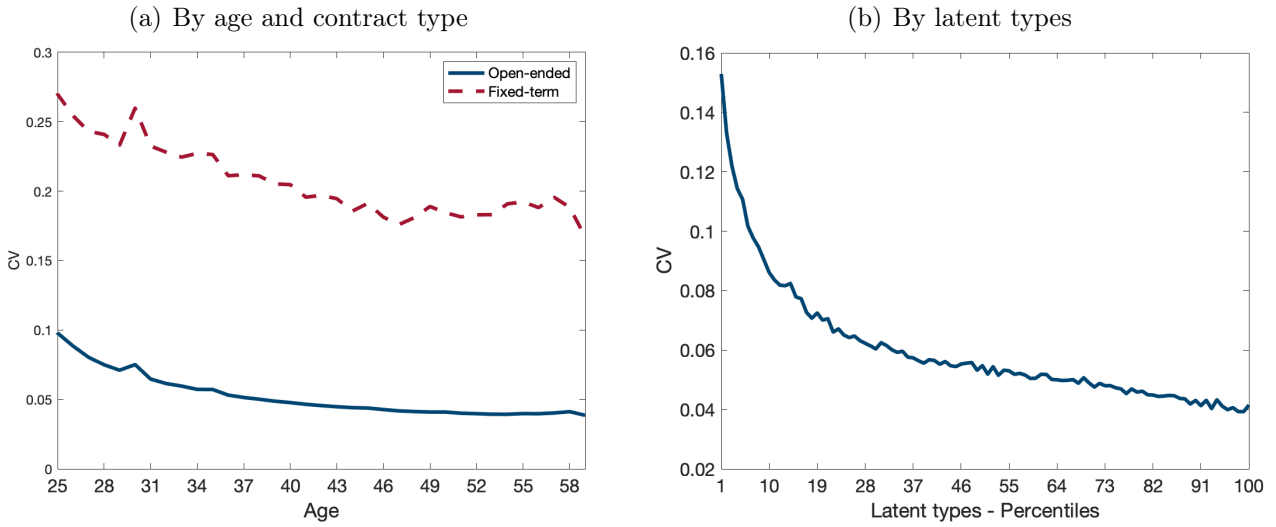 (a) By age and contract type
0.3
0.25
0.2
0.15
0.1
0.05
0
CV
Open-ended
Fixed-term
25 28 31 34 37 40 43 46 49 52 55 58
Age
(b) By latent types
0.16
0.14
0.12
0.1
0.08
0.06
0.04
0.02
CV
1 10 19 28 37 46 55 64 73 82 91 100
Latent types - Percentiles